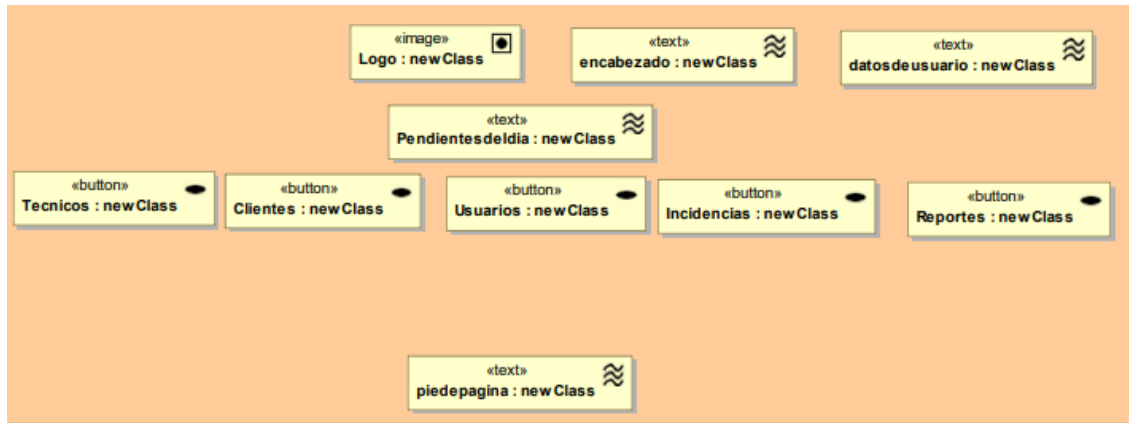 «image»
Logo : newClass
«text»
encabezado : newClass
«text»
datosdeusuario : newClass
«text»
Pendientesdeldia : newClass
«button»
Tecnicos : newClass
«button»
Clientes : newClass
«button»
Usuarios : newClass
«button»
Incidencias : newClass
«button»
Reportes : newClass
«text»
piedepagina : newClass